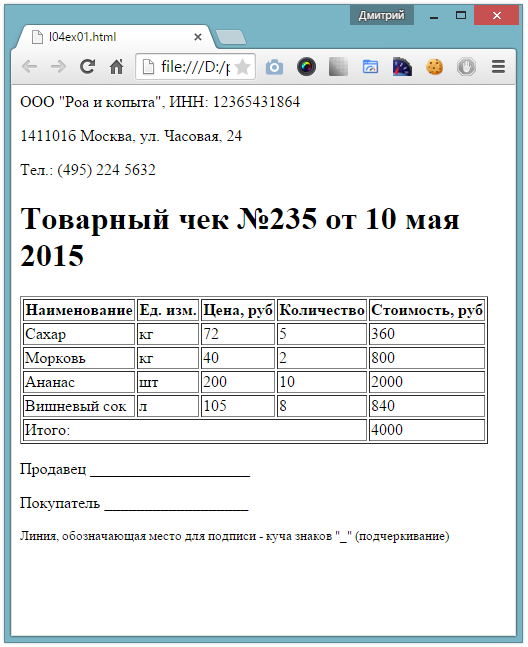 Дмитрий
l04ex01.html
file:///D:/р
ООО "Роа и копыта", ИНН: 12365431864
1411016 Москва, ул. Часовая, 24
Тел.: (495) 224 5632
Товарный чек №235 от 10 мая
2015
Наименование Ед. изм. Цена, руб Количество Стоимость, руб
Сахар кг 72 5 360
Морковь кг 40 2 800
Ананас шт 200 10 2000
Вишневый сок л 105 8 840
Итого: 4000
Продавец ____________________
Покупатель __________________
Линия, обозначающая место для подписи - куча знаков "_" (подчеркивание)